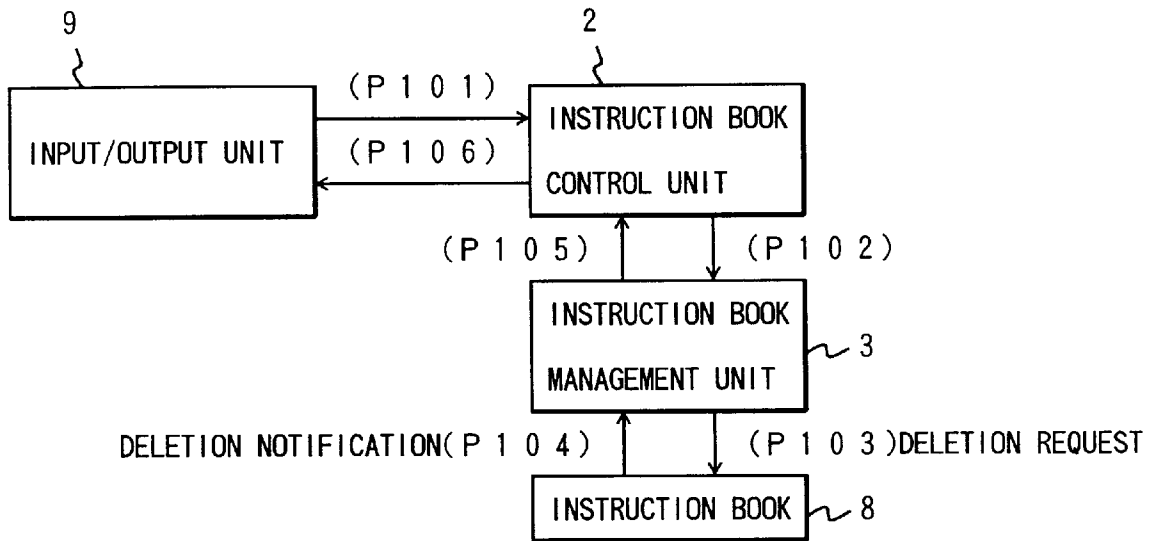 2
9
(P101)
INSTRUCTION BOOK
INPUT/OUTPUT UNIT
(P106)
CONTROL UNIT
(P105)
(P102)
INSTRUCTION BOOK
3
MANAGEMENT UNIT
DELETION NOTIFICATION(P104)
(P103)DELETION REQUEST
INSTRUCTION BOOK
8